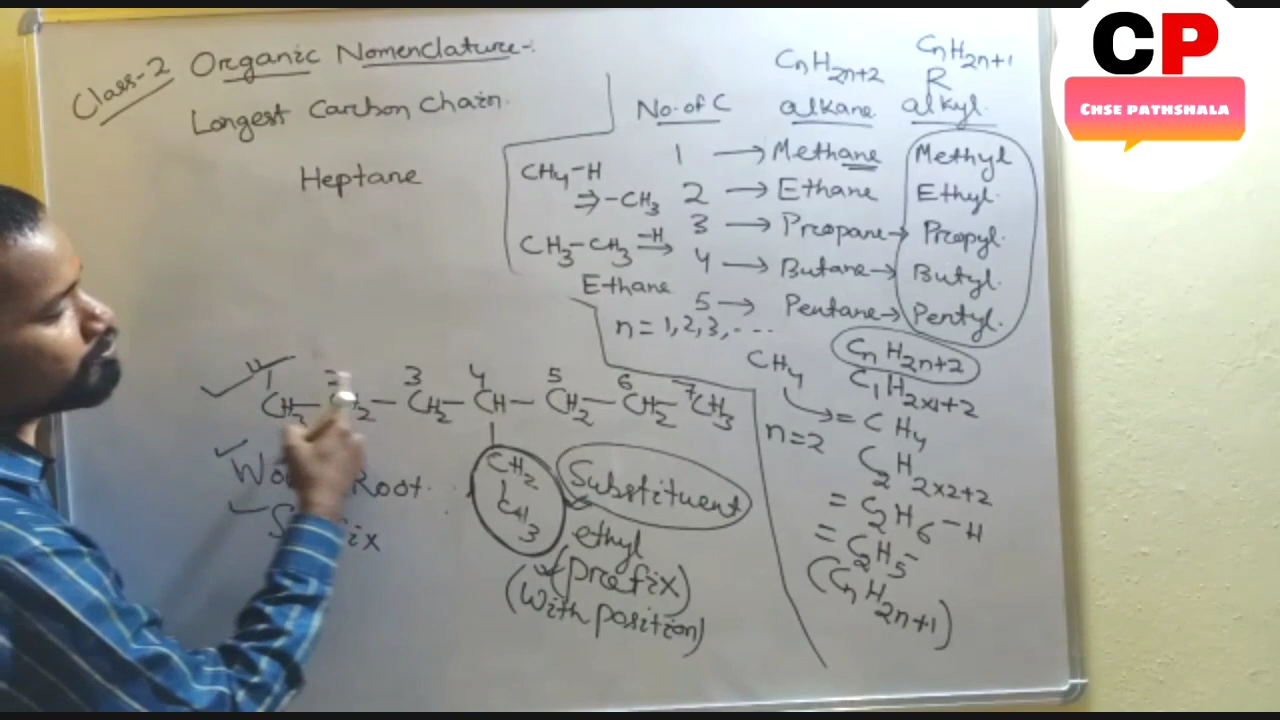 Class-2 Organic Nomenclature:
Longest Carbon Chain.
Heptane
CnH2n+2 CnH2n+1
R
No. of C alkane alkyl
1 → Methane Methyl
2 → Ethane Ethyl
3 → Propane → Propyl.
4 → Butane → Butyl.
5 → Pentane → Pentyl.
n = 1, 2, 3, ...
CH4-H
⇒ -CH3
CH3-CH3 -H ⇒
Ethane
1 2 3 4 5 6 7
CH2 - CH2 - CH2 - CH - CH2 - CH2 - CH3
CH2
CH3
Substituent
ethyl
(prefix)
(with position)
Root.
CnH2n+2
CH4 C1H2x1+2
= CH4
n=2
C2H2x2+2
= C2H6-H
= C2H5-
(CnH2n+1)
CP
CHSE PATHSHALA